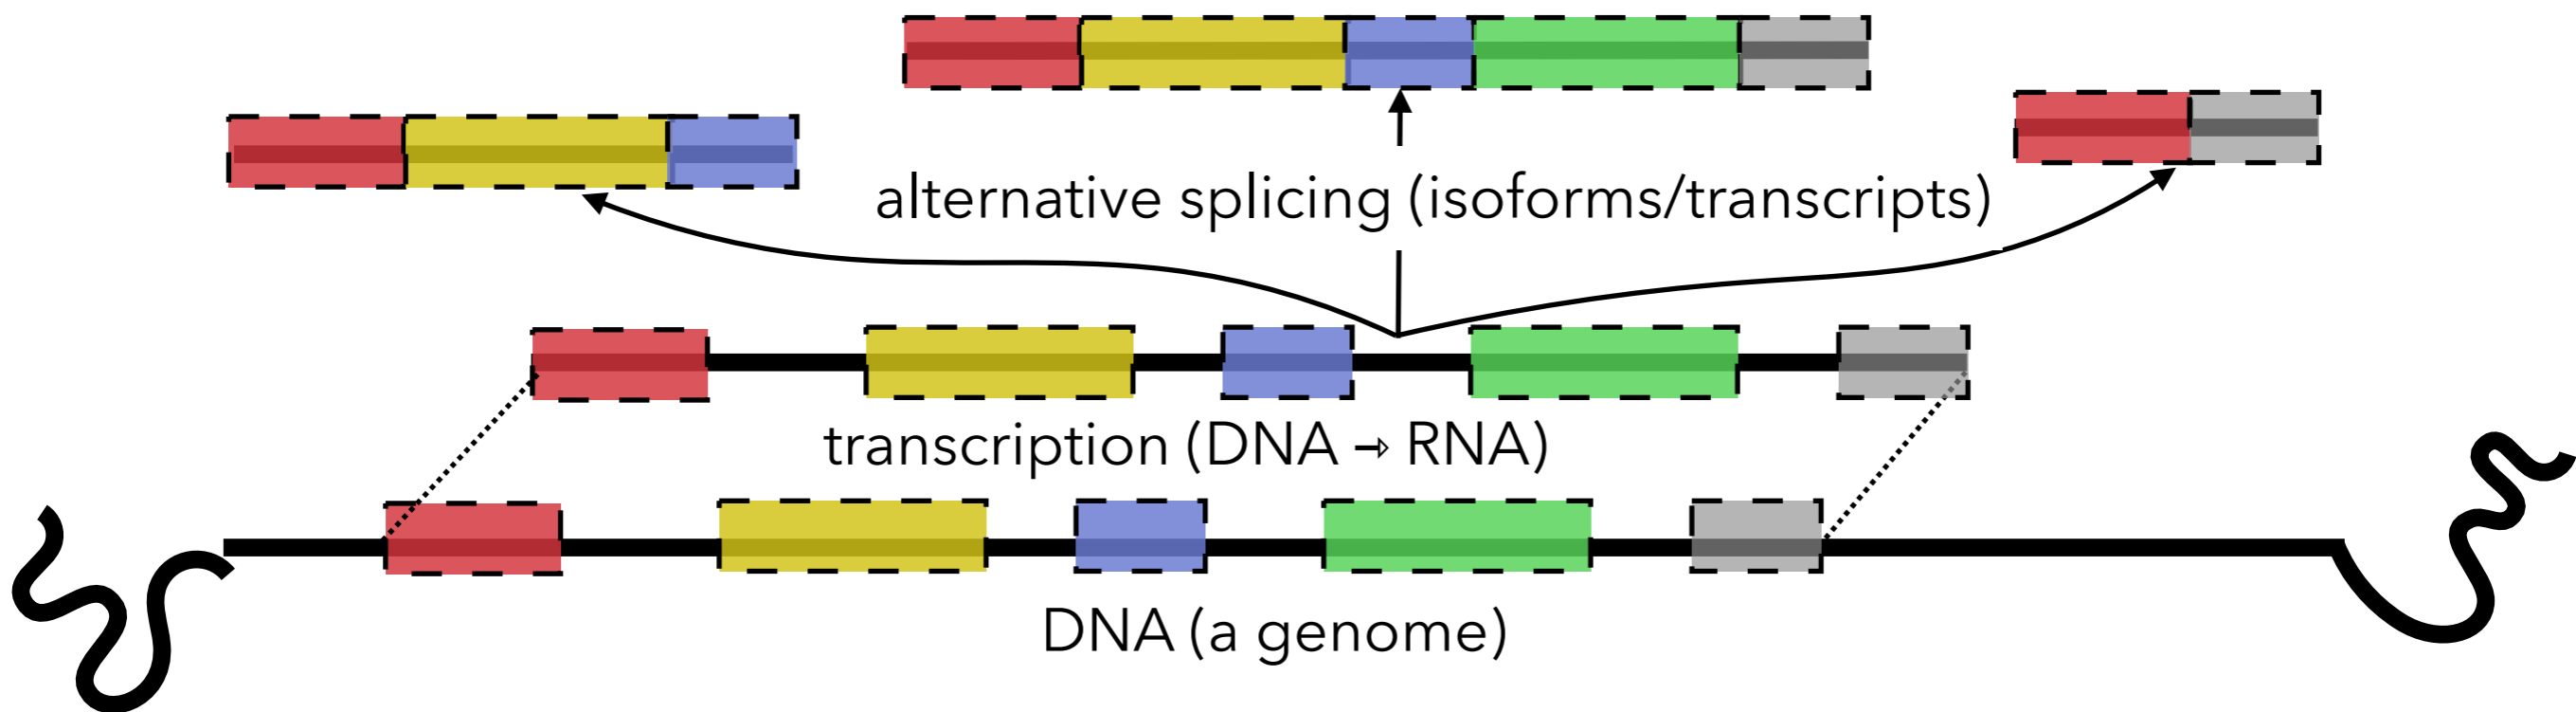 alternative splicing (isoforms/transcripts)
transcription (DNA → RNA)
DNA (a genome)